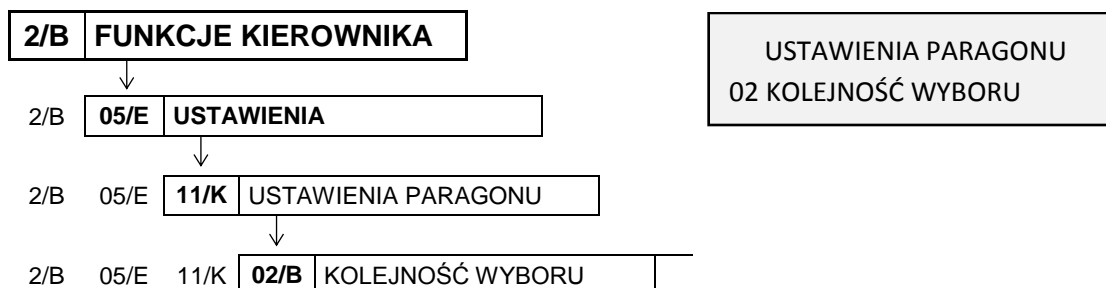 2/B FUNKCJE KIEROWNIKA
2/B 05/E USTAWIENIA
2/B 05/E 11/K USTAWIENIA PARAGONU
2/B 05/E 11/K 02/B KOLEJNOŚĆ WYBORU
USTAWIENIA PARAGONU
02 KOLEJNOŚĆ WYBORU